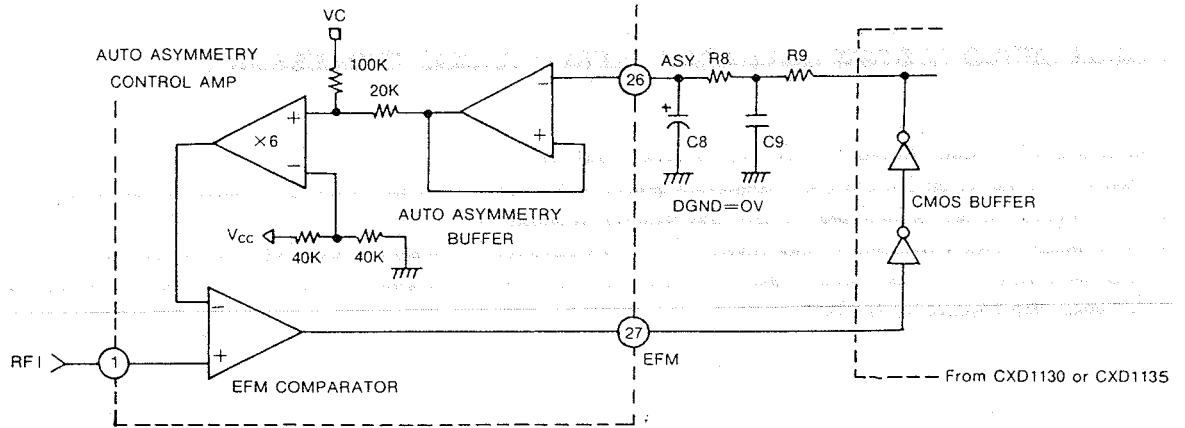 VC
AUTO ASYMMETRY
CONTROL AMP
100K
20K
+
×6
−
−
+
26
ASY.
R8
R9
+
C8
C9
DGND=0V
CMOS BUFFER
AUTO ASYMMETRY
BUFFER
Vcc
40K
40K
−
+
RFI
1
EFM COMPARATOR
27
EFM
From CXD1130 or CXD1135